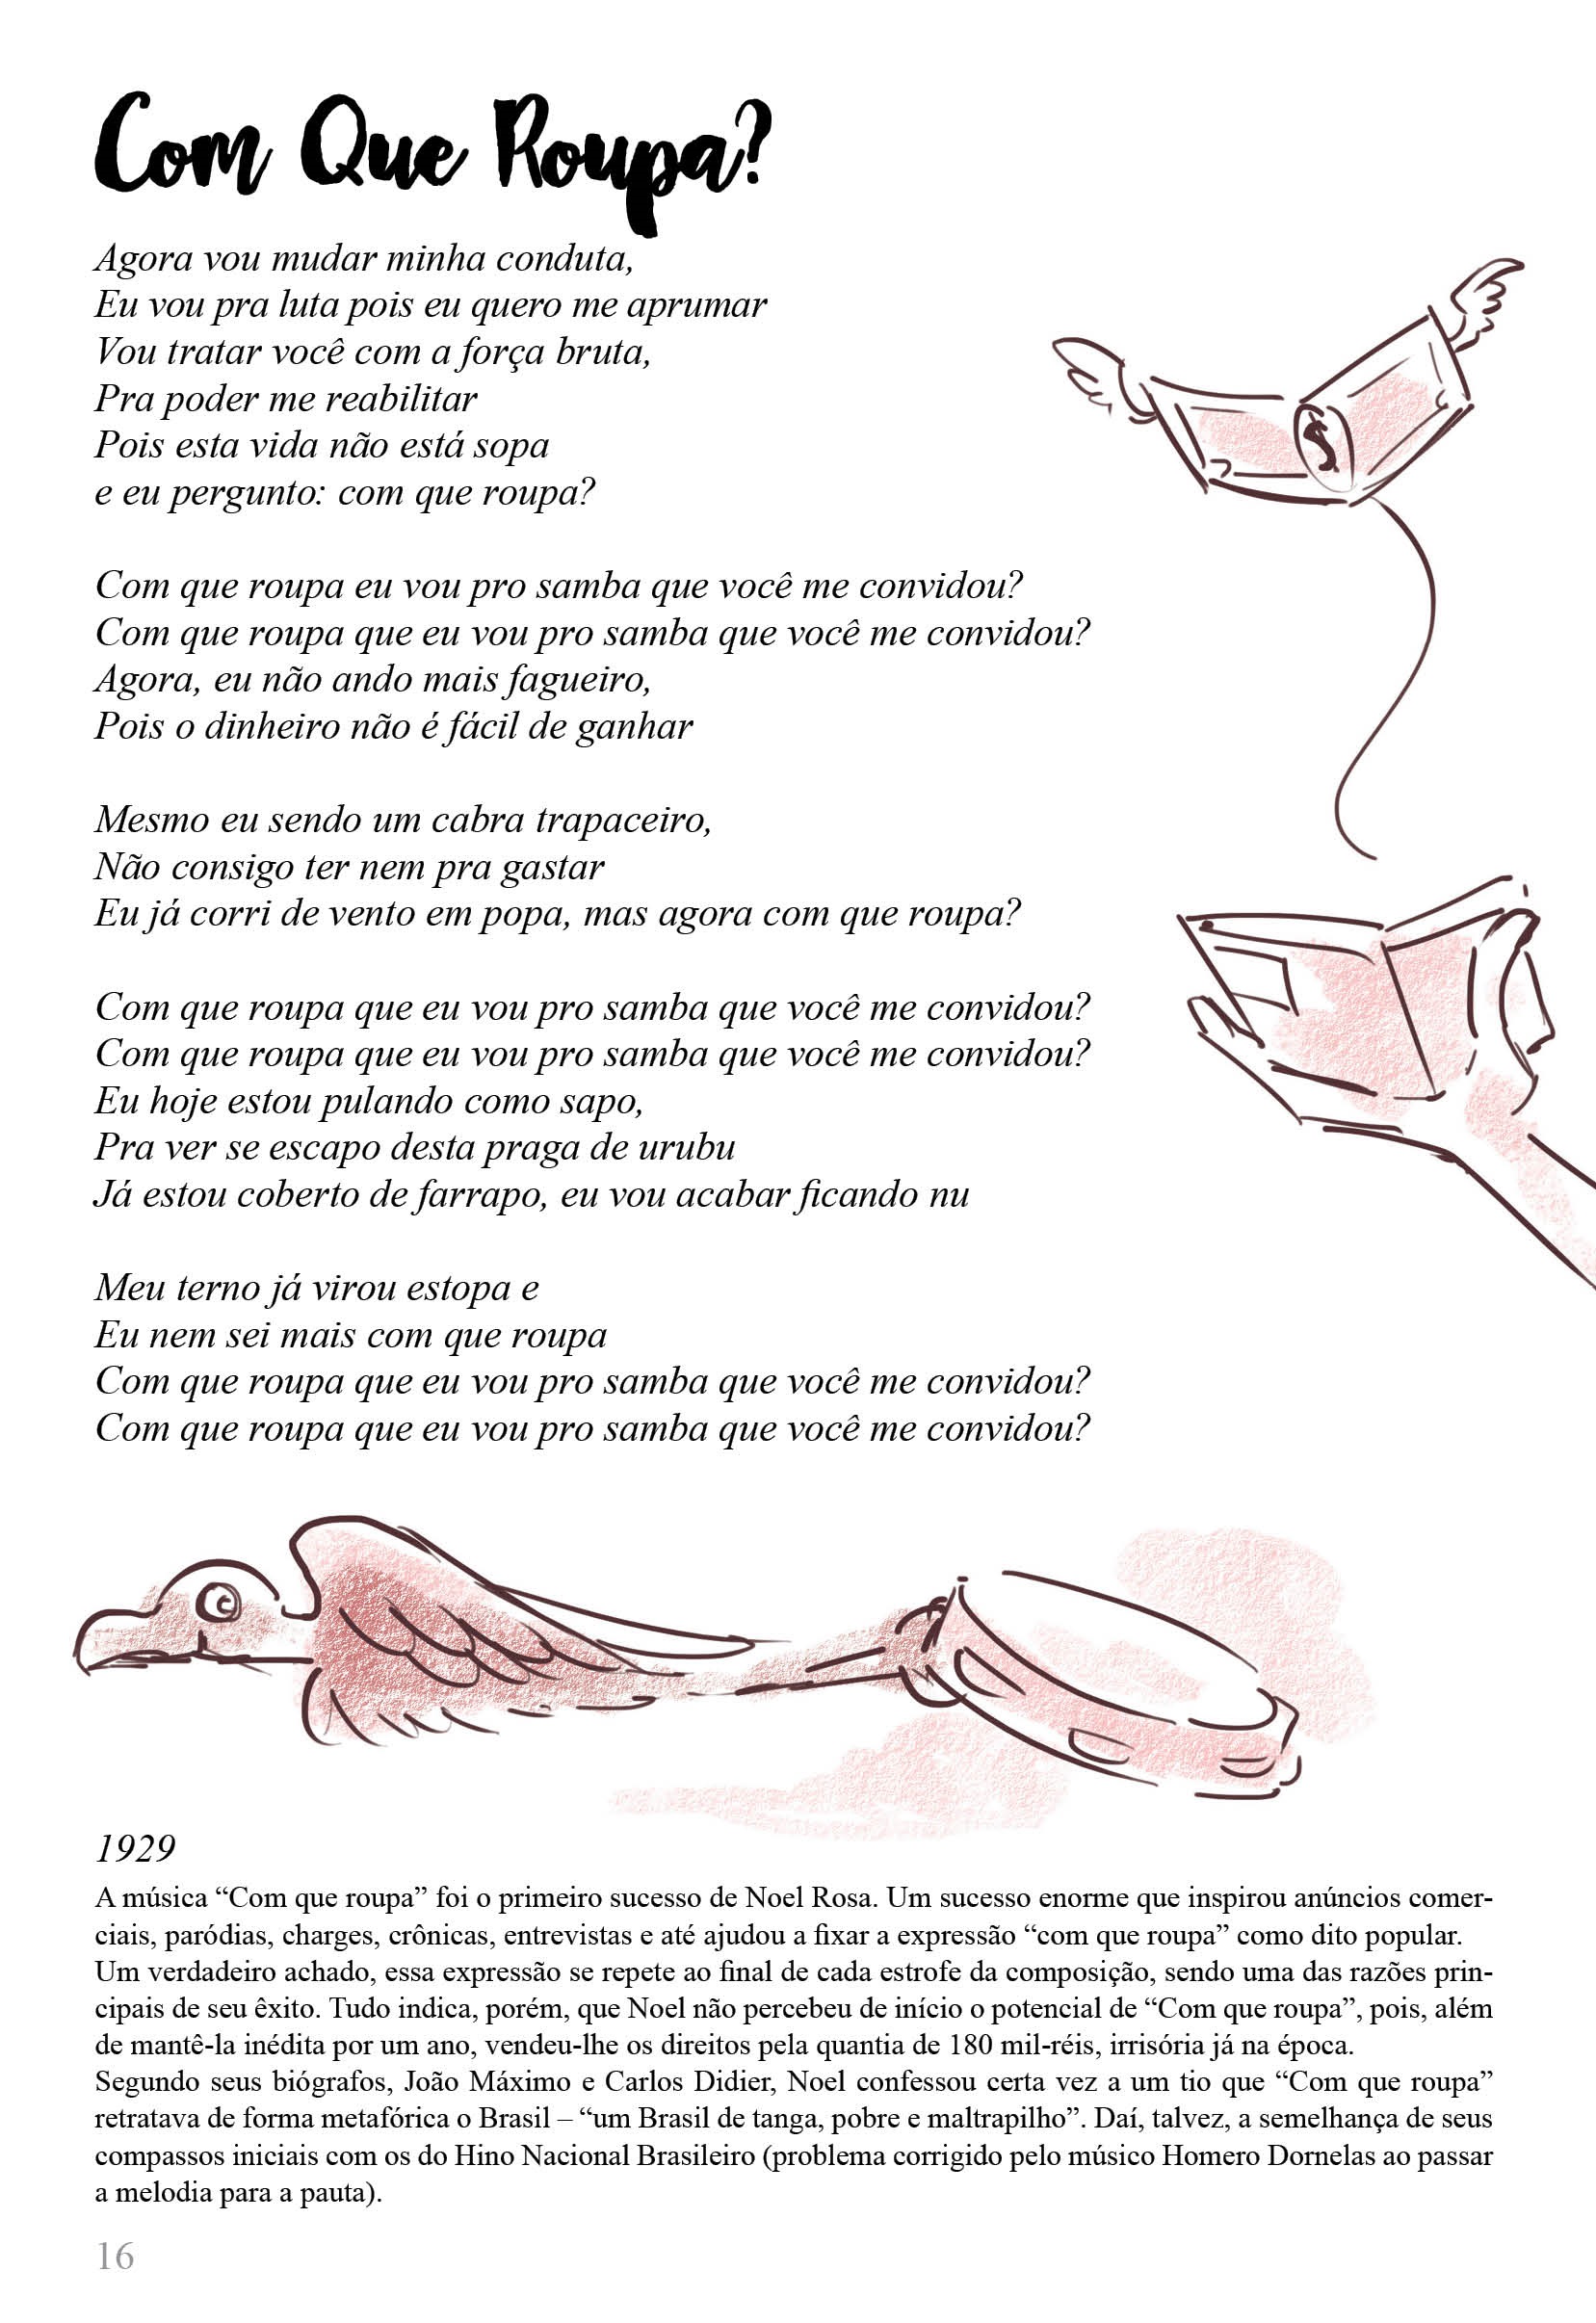 Com Que Roupa?
Agora vou mudar minha conduta,
Eu vou pra luta pois eu quero me aprumar
Vou tratar você com a força bruta,
Pra poder me reabilitar
Pois esta vida não está sopa
e eu pergunto: com que roupa?
Com que roupa eu vou pro samba que você me convidou?
Com que roupa que eu vou pro samba que você me convidou?
Agora, eu não ando mais fagueiro,
Pois o dinheiro não é fácil de ganhar
Mesmo eu sendo um cabra trapaceiro,
Não consigo ter nem pra gastar
Eu já corri de vento em popa, mas agora com que roupa?
Com que roupa que eu vou pro samba que você me convidou?
Com que roupa que eu vou pro samba que você me convidou?
Eu hoje estou pulando como sapo,
Pra ver se escapo desta praga de urubu
Já estou coberto de farrapo, eu vou acabar ficando nu
Meu terno já virou estopa e
Eu nem sei mais com que roupa
Com que roupa que eu vou pro samba que você me convidou?
Com que roupa que eu vou pro samba que você me convidou?
1929
A música “Com que roupa” foi o primeiro sucesso de Noel Rosa. Um sucesso enorme que inspirou anúncios comer-
ciais, paródias, charges, crônicas, entrevistas e até ajudou a fixar a expressão “com que roupa” como dito popular.
Um verdadeiro achado, essa expressão se repete ao final de cada estrofe da composição, sendo uma das razões prin-
cipais de seu êxito. Tudo indica, porém, que Noel não percebeu de início o potencial de “Com que roupa”, pois, além
de mantê-la inédita por um ano, vendeu-lhe os direitos pela quantia de 180 mil-réis, irrisória já na época.
Segundo seus biógrafos, João Máximo e Carlos Didier, Noel confessou certa vez a um tio que “Com que roupa”
retratava de forma metafórica o Brasil – “um Brasil de tanga, pobre e maltrapilho”. Daí, talvez, a semelhança de seus
compassos iniciais com os do Hino Nacional Brasileiro (problema corrigido pelo músico Homero Dornelas ao passar
a melodia para a pauta).
16